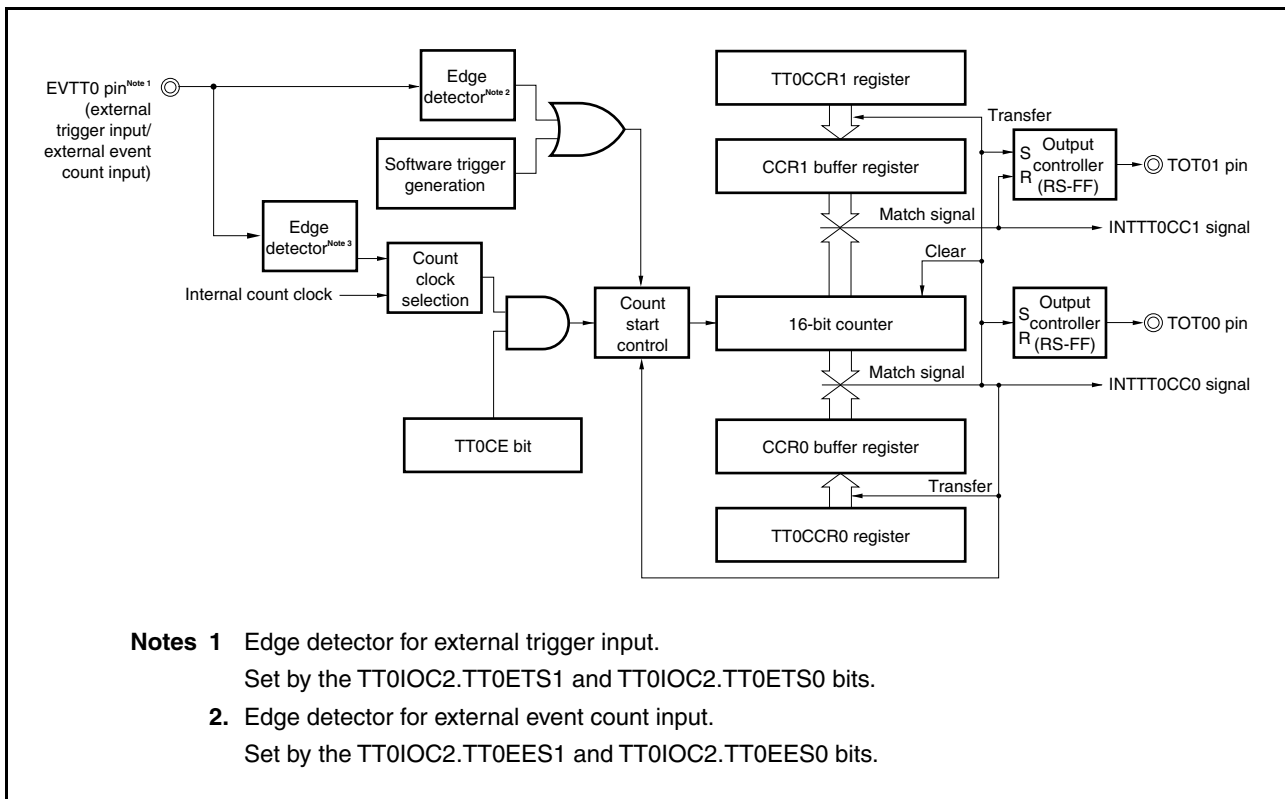 EVTT0 pinNote 1
(external
trigger input/
external event
count input)
Edge
detectorNote 2
Software trigger
generation
Edge
detectorNote 3
Internal count clock
Count
clock
selection
TT0CE bit
Count
start
control
TT0CCR1 register
Transfer
CCR1 buffer register
S
R
Output
controller
(RS-FF)
TOT01 pin
Match signal
INTTT0CC1 signal
Clear
16-bit counter
S
R
Output
controller
(RS-FF)
TOT00 pin
Match signal
INTTT0CC0 signal
CCR0 buffer register
Transfer
TT0CCR0 register
Notes 1 Edge detector for external trigger input.
Set by the TT0IOC2.TT0ETS1 and TT0IOC2.TT0ETS0 bits.
2. Edge detector for external event count input.
Set by the TT0IOC2.TT0EES1 and TT0IOC2.TT0EES0 bits.